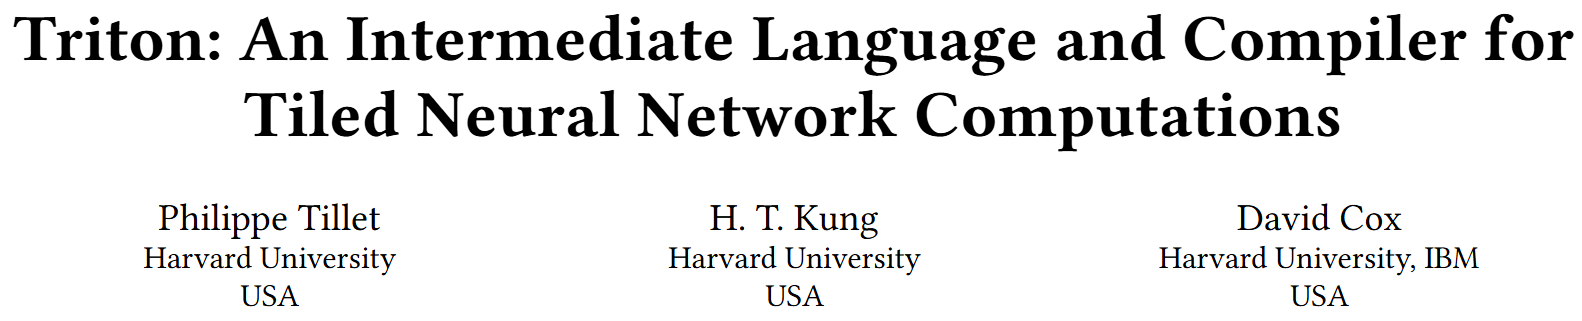 Triton: An Intermediate Language and Compiler for
Tiled Neural Network Computations
Philippe Tillet
Harvard University
USA
H. T. Kung
Harvard University
USA
David Cox
Harvard University, IBM
USA